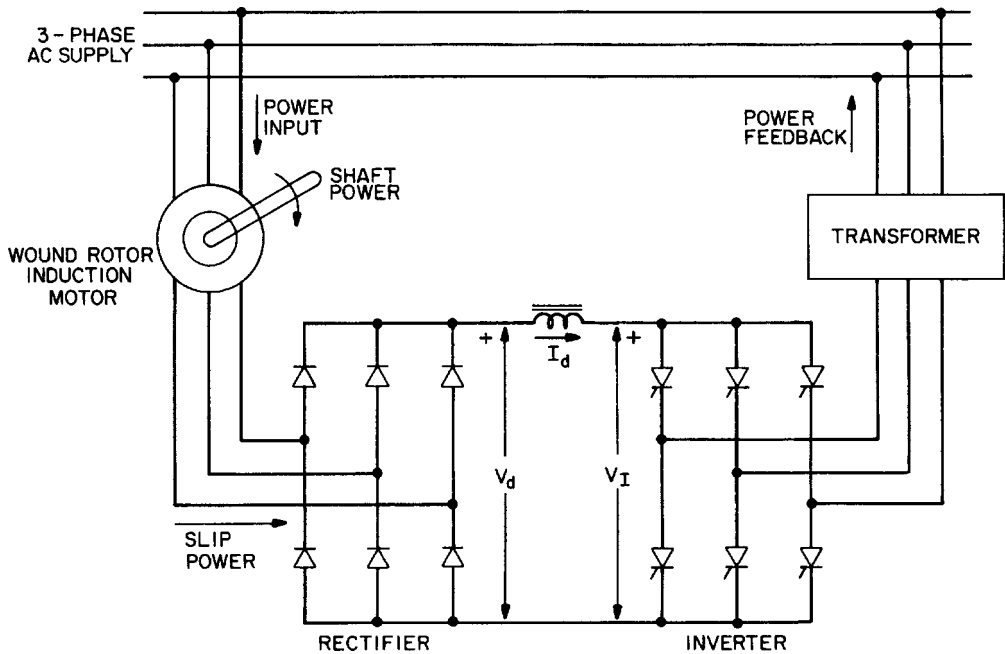 3-PHASE
AC SUPPLY
POWER
INPUT
POWER
FEEDBACK
SHAFT
POWER
WOUND ROTOR
INDUCTION
MOTOR
TRANSFORMER
+
I_d
+
V_d
V_I
SLIP
POWER
RECTIFIER
INVERTER